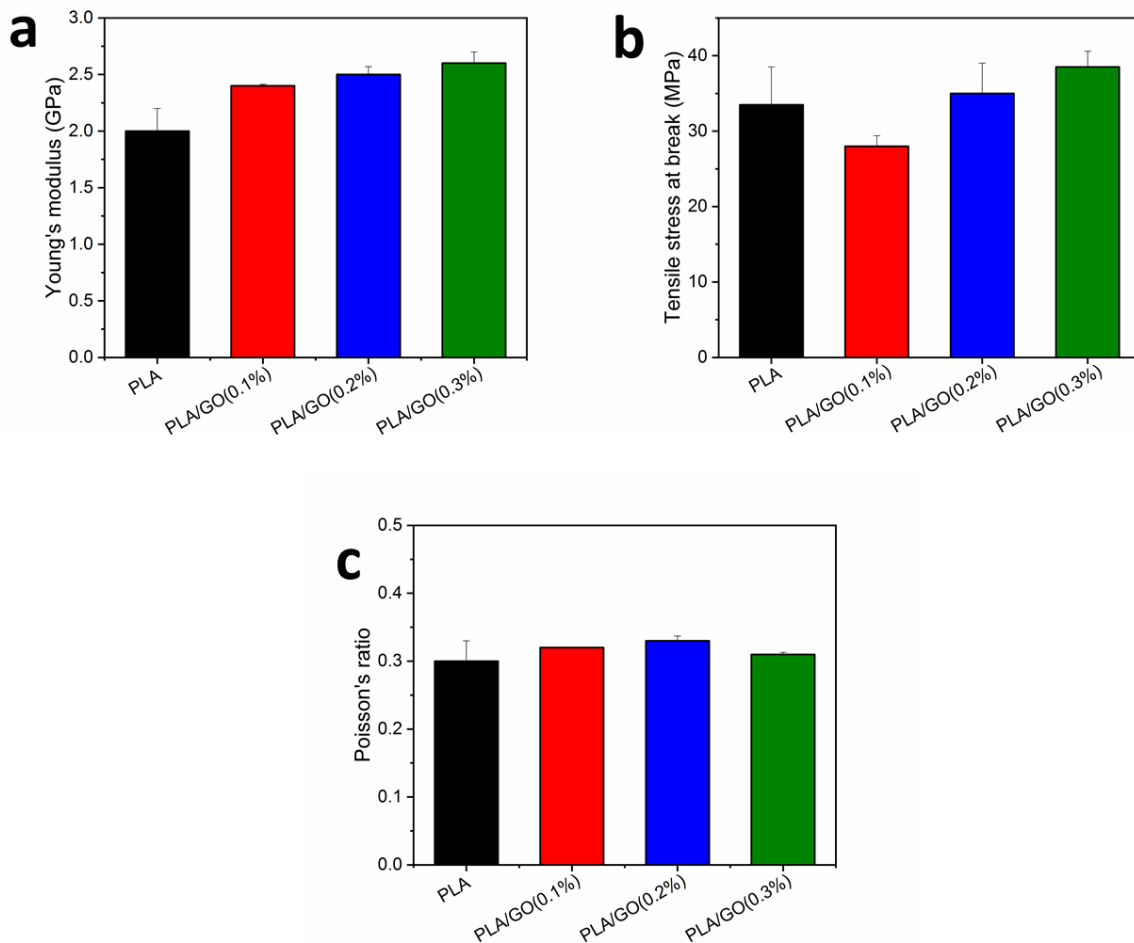 a
Young's modulus (GPa)
3.0
2.5
2.0
1.5
1.0
0.5
0.0
PLA
PLA/GO(0.1%)
PLA/GO(0.2%)
PLA/GO(0.3%)
b
Tensile stress at break (MPa)
40
30
20
10
0
PLA
PLA/GO(0.1%)
PLA/GO(0.2%)
PLA/GO(0.3%)
c
Poisson's ratio
0.5
0.4
0.3
0.2
0.1
0.0
PLA
PLA/GO(0.1%)
PLA/GO(0.2%)
PLA/GO(0.3%)